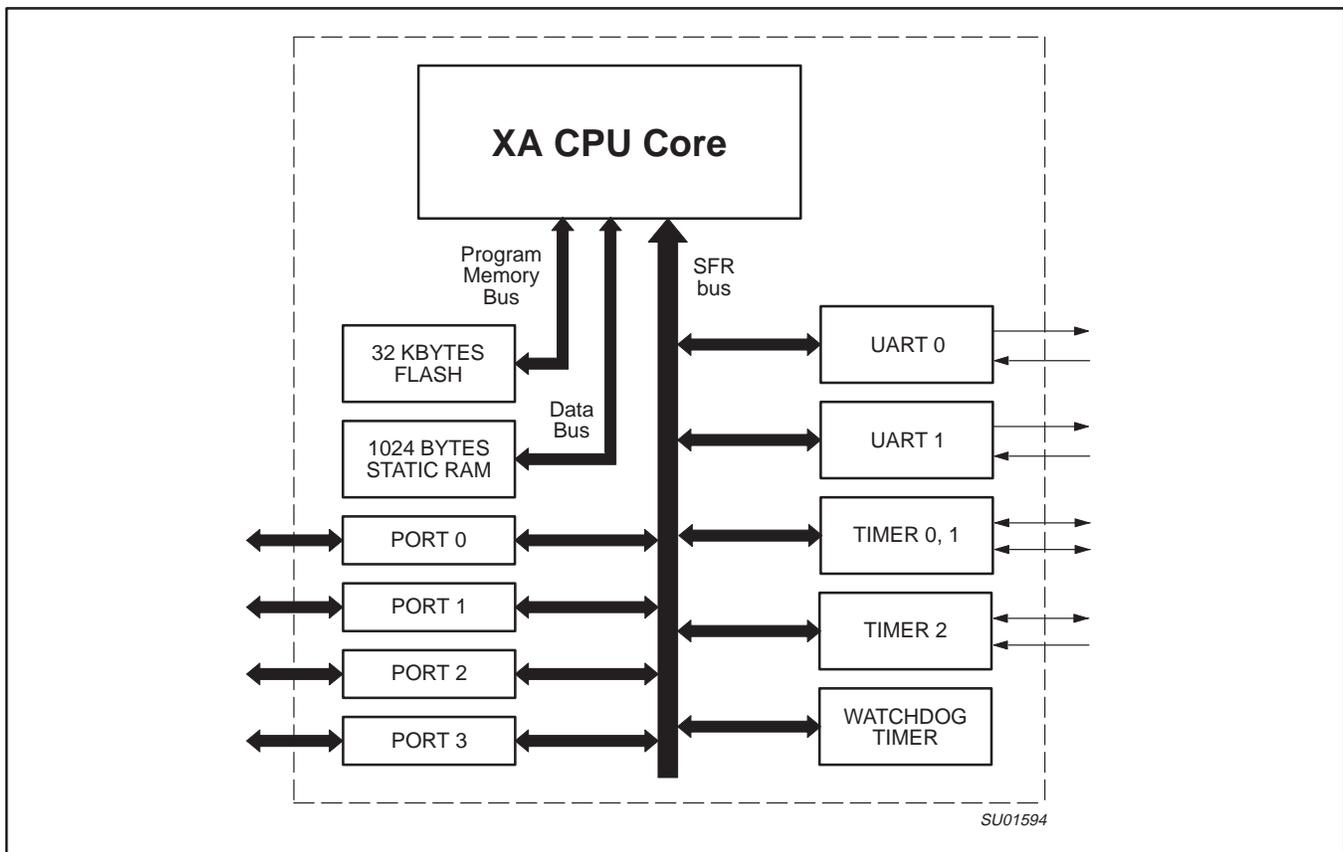 XA CPU Core
Program
Memory
Bus
SFR
bus
32 KBYTES
FLASH
Data
Bus
1024 BYTES
STATIC RAM
PORT 0
PORT 1
PORT 2
PORT 3
UART 0
UART 1
TIMER 0, 1
TIMER 2
WATCHDOG
TIMER
SU01594